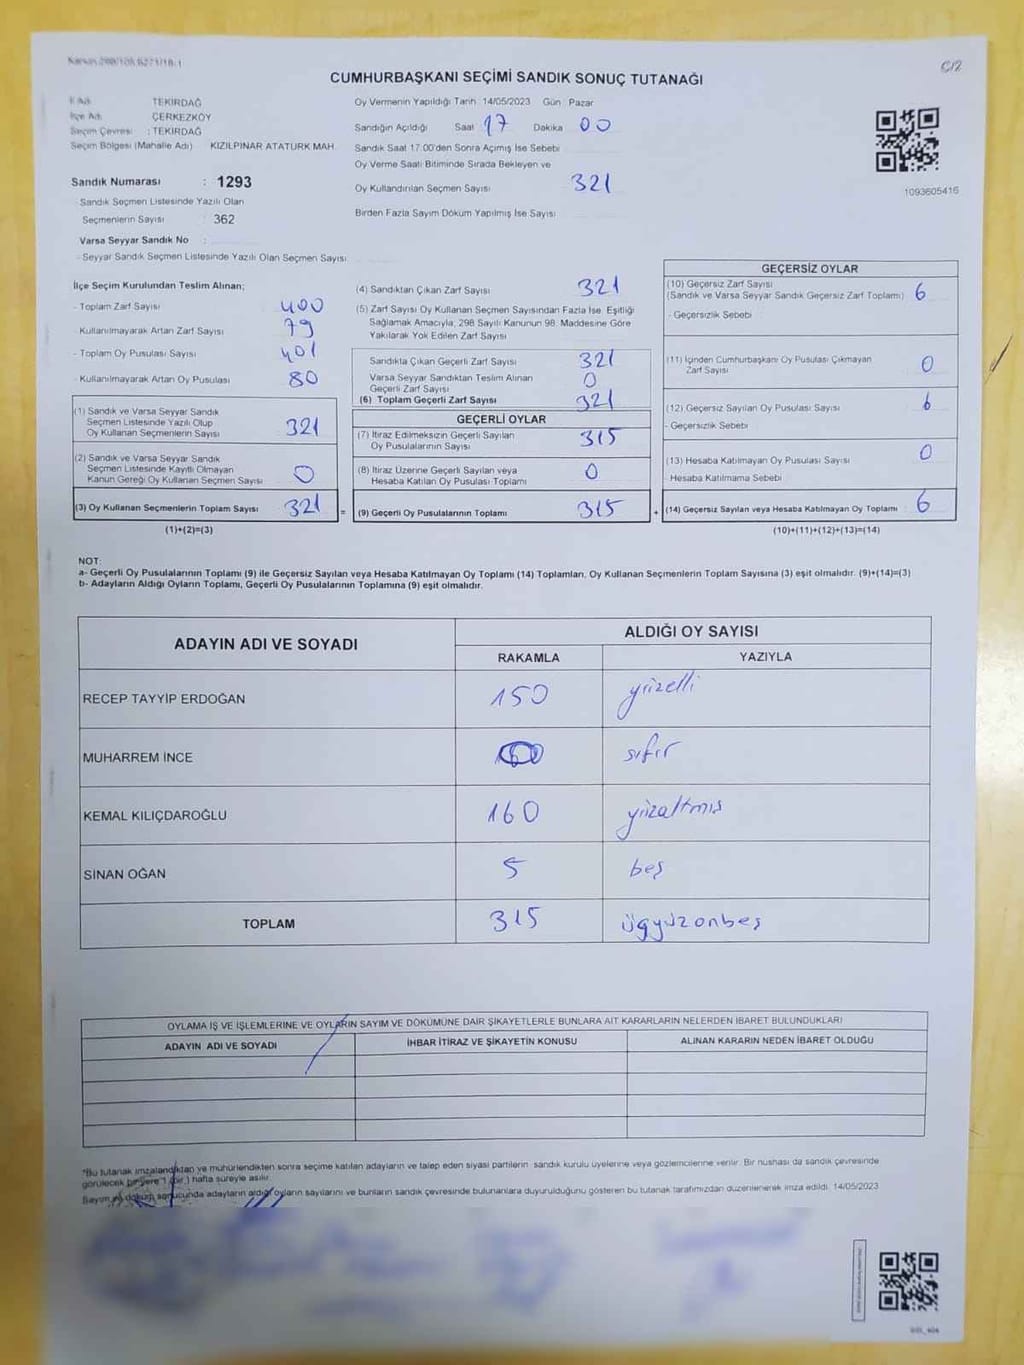 CUMHURBAŞKANI SEÇİMİ SANDIK SONUÇ TUTANAĞI
C12
İl Adı TEKİRDAĞ
İlçe Adı ÇERKEZKÖY
Seçim Çevresi : TEKİRDAĞ
Seçim Bölgesi (Mahalle Adı) KIZILPINAR ATATÜRK MAH.
Sandık Numarası : 1293
- Sandık Seçmen Listesinde Yazılı Olan
Seçmenlerin Sayısı : 362
Varsa Seyyar Sandık No :
- Seyyar Sandık Seçmen Listesinde Yazılı Olan Seçmen Sayısı
Oy Vermenin Yapıldığı Tarih 14/05/2023 Gün Pazar
Sandığın Açıldığı Saat 17 Dakika 00
Sandık Saat 17.00'den Sonra Açımış İse Sebebi
Oy Verme Saati Bitiminde Sırada Bekleyen ve
Oy Kullandırılan Seçmen Sayısı 321
Birden Fazla Sayım Döküm Yapılmış İse Sayısı
1093605416
İlçe Seçim Kurulundan Teslim Alınan;
- Toplam Zarf Sayısı 400
- Kullanılmayarak Artan Zarf Sayısı 79
- Toplam Oy Pusulası Sayısı 401
- Kullanılmayarak Artan Oy Pusulası 80
(1) Sandık ve Varsa Seyyar Sandık
Seçmen Listesinde Yazılı Olup
Oy Kullanan Seçmenlerin Sayısı 321
(2) Sandık ve Varsa Seyyar Sandık
Seçmen Listesinde Kayıtlı Olmayan
Kanun Gereği Oy Kullanan Seçmen Sayısı 0
(3) Oy Kullanan Seçmenlerin Toplam Sayısı 321 =
(1)+(2)=(3)
(4) Sandıktan Çıkan Zarf Sayısı 321
(5) Zarf Sayısı Oy Kullanan Seçmen Sayısından Fazla İse, Eşitliği
Sağlamak Amacıyla, 298 Sayılı Kanunun 98. Maddesine Göre
Yakılarak Yok Edilen Zarf Sayısı
Sandıkta Çıkan Geçerli Zarf Sayısı 321
Varsa Seyyar Sandıktan Teslim Alınan
Geçerli Zarf Sayısı 0
(6) Toplam Geçerli Zarf Sayısı 321
GEÇERLİ OYLAR
(7) İtiraz Edilmeksizin Geçerli Sayılan
Oy Pusulalarının Sayısı 315
(8) İtiraz Üzerine Geçerli Sayılan veya
Hesaba Katılan Oy Pusulası Toplamı 0
(9) Geçerli Oy Pusulalarının Toplamı 315 +
GEÇERSİZ OYLAR
(10) Geçersiz Zarf Sayısı
(Sandık ve Varsa Seyyar Sandık Geçersiz Zarf Toplamı) 6
- Geçersizlik Sebebi
(11) İçinden Cumhurbaşkanı Oy Pusulası Çıkmayan
Zarf Sayısı 0
(12) Geçersiz Sayılan Oy Pusulası Sayısı 6
- Geçersizlik Sebebi
(13) Hesaba Katılmayan Oy Pusulası Sayısı 0
- Hesaba Katılmama Sebebi
(14) Geçersiz Sayılan veya Hesaba Katılmayan Oy Toplamı 6
(10)+(11)+(12)+(13)=(14)
NOT:
a- Geçerli Oy Pusulalarının Toplamı (9) ile Geçersiz Sayılan veya Hesaba Katılmayan Oy Toplamı (14) Toplamları, Oy Kullanan Seçmenlerin Toplam Sayısına (3) eşit olmalıdır. (9)+(14)=(3)
b- Adayların Aldığı Oyların Toplamı, Geçerli Oy Pusulalarının Toplamına (9) eşit olmalıdır.
ADAYIN ADI VE SOYADI ALDIĞI OY SAYISI
RAKAMLA YAZIYLA
RECEP TAYYİP ERDOĞAN 150 yüzelli
MUHARREM İNCE sıfır
KEMAL KILIÇDAROĞLU 160 yüzaltmış
SİNAN OĞAN 5 beş
TOPLAM 315 üçyüzonbeş
OYLAMA İŞ VE İŞLEMLERİNE VE OYLARIN SAYIM VE DÖKÜMÜNE DAİR ŞİKAYETLERLE BUNLARA AİT KARARLARIN NELERDEN İBARET BULUNDUKLARI
ADAYIN ADI VE SOYADI İHBAR İTİRAZ VE ŞİKAYETİN KONUSU ALINAN KARARIN NEDEN İBARET OLDUĞU
*Bu tutanak imzalandıktan ve mühürlendikten sonra seçime katılan adayların ve talep eden siyasi partilerin sandık kurulu üyelerine veya gözlemcilerine verilir. Bir nushası da sandık çevresinde
görülecek bir yere 1 (bir) hafta süreyle asılır.
Sayım ve döküm sonucunda adayların aldığı oyların sayılarını ve bunların sandık çevresinde bulunanlara duyurulduğunu gösteren bu tutanak tarafımızdan düzenlenerek imza edildi. 14/05/2023